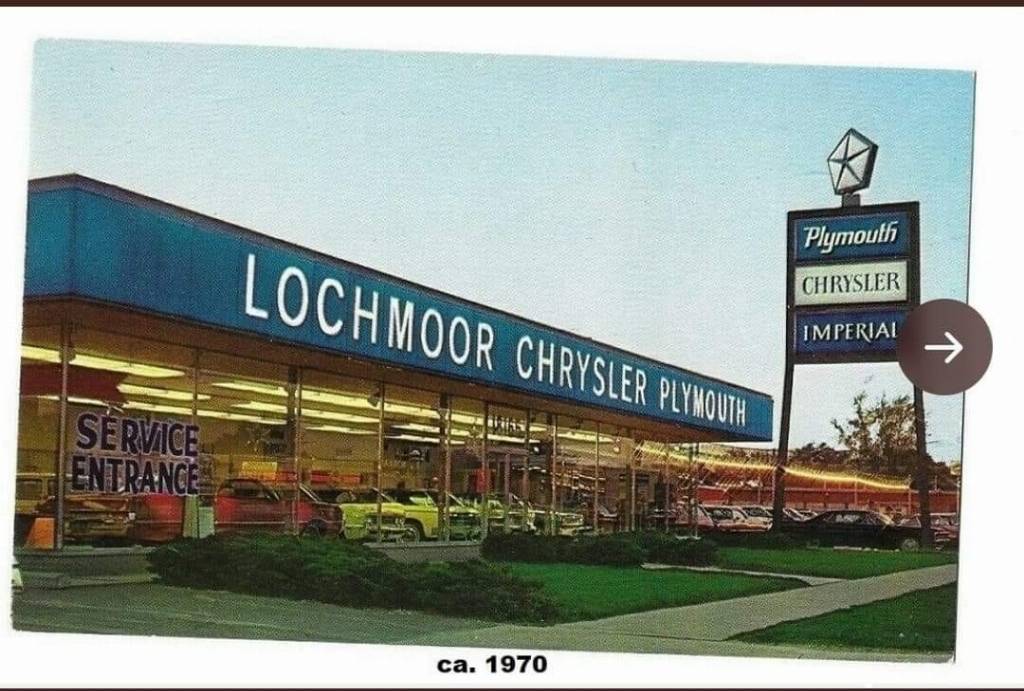 LOCHMOOR CHRYSLER PLYMOUTH
Plymouth
CHRYSLER
IMPERIAL
SERVICE
ENTRANCE
ca. 1970